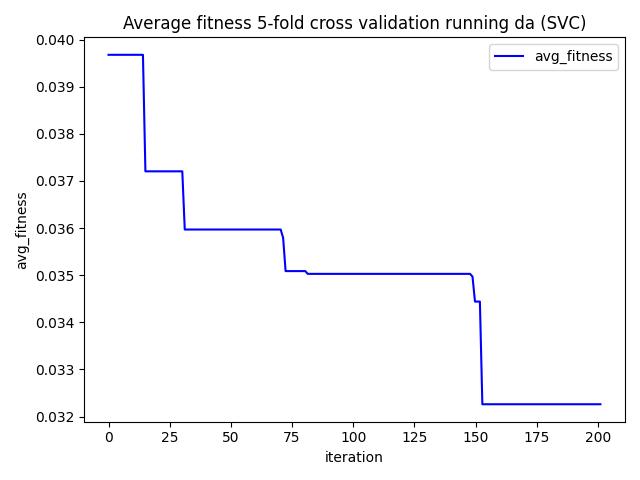 Average fitness 5-fold cross validation running da (SVC)
avg_fitness
0.040
0.039
0.038
0.037
0.036
0.035
0.034
0.033
0.032
avg_fitness
0 25 50 75 100 125 150 175 200
iteration